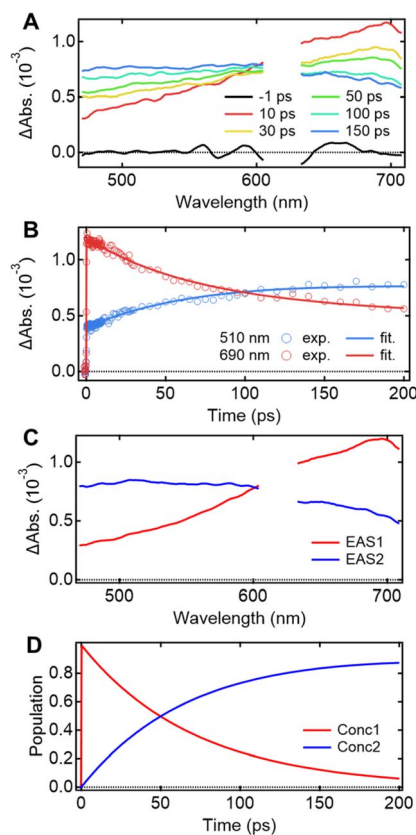 A
ΔAbs. (10⁻³)
1.0
0.5
0.0
-1 ps
10 ps
30 ps
50 ps
100 ps
150 ps
500
600
700
Wavelength (nm)
B
ΔAbs. (10⁻³)
1.0
0.5
0.0
510 nm exp. fit.
690 nm exp. fit.
0
50
100
150
200
Time (ps)
C
ΔAbs. (10⁻³)
1.0
0.5
0.0
EAS1
EAS2
500
600
700
Wavelength (nm)
D
Population
0.8
0.6
0.4
0.2
0.0
Conc1
Conc2
0
50
100
150
200
Time (ps)